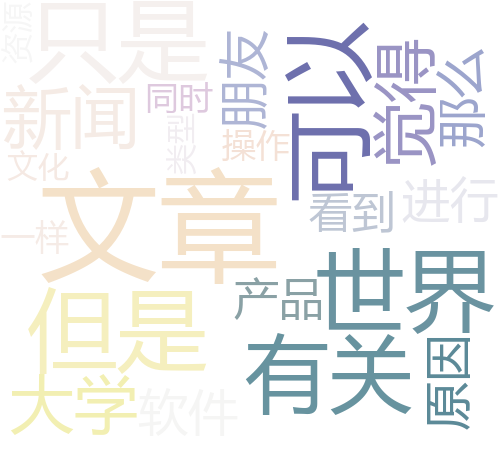 资源
只是
朋友
可以
觉得
那么
新闻
同时
类型
操作
文化
文章
看到
进行
一样
世界
但是
产品
有关
原因
大学
软件